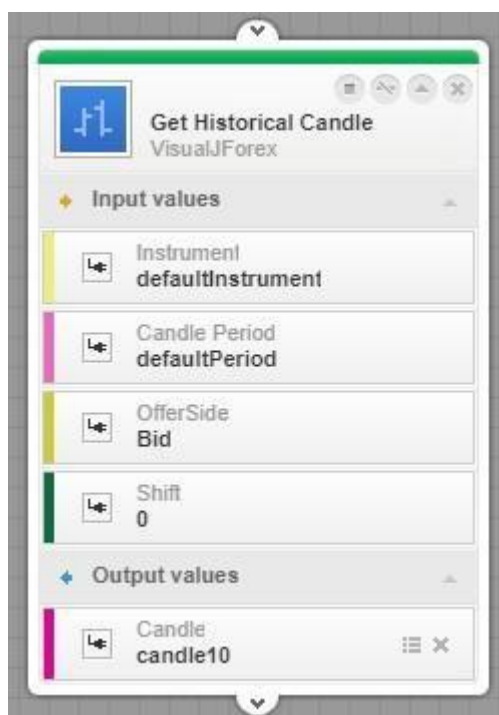 Get Historical Candle
VisualJForex
Input values
Instrument
defaultInstrument
Candle Period
defaultPeriod
OfferSide
Bid
Shift
0
Output values
Candle
candle10